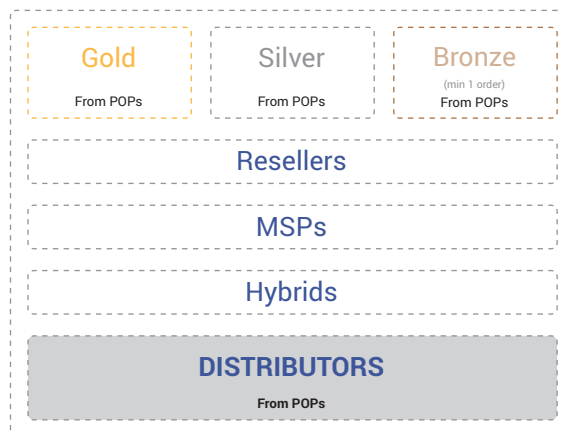 Gold
From POPs
Silver
From POPs
Bronze
(min 1 order)
From POPs
Resellers
MSPs
Hybrids
DISTRIBUTORS
From POPs